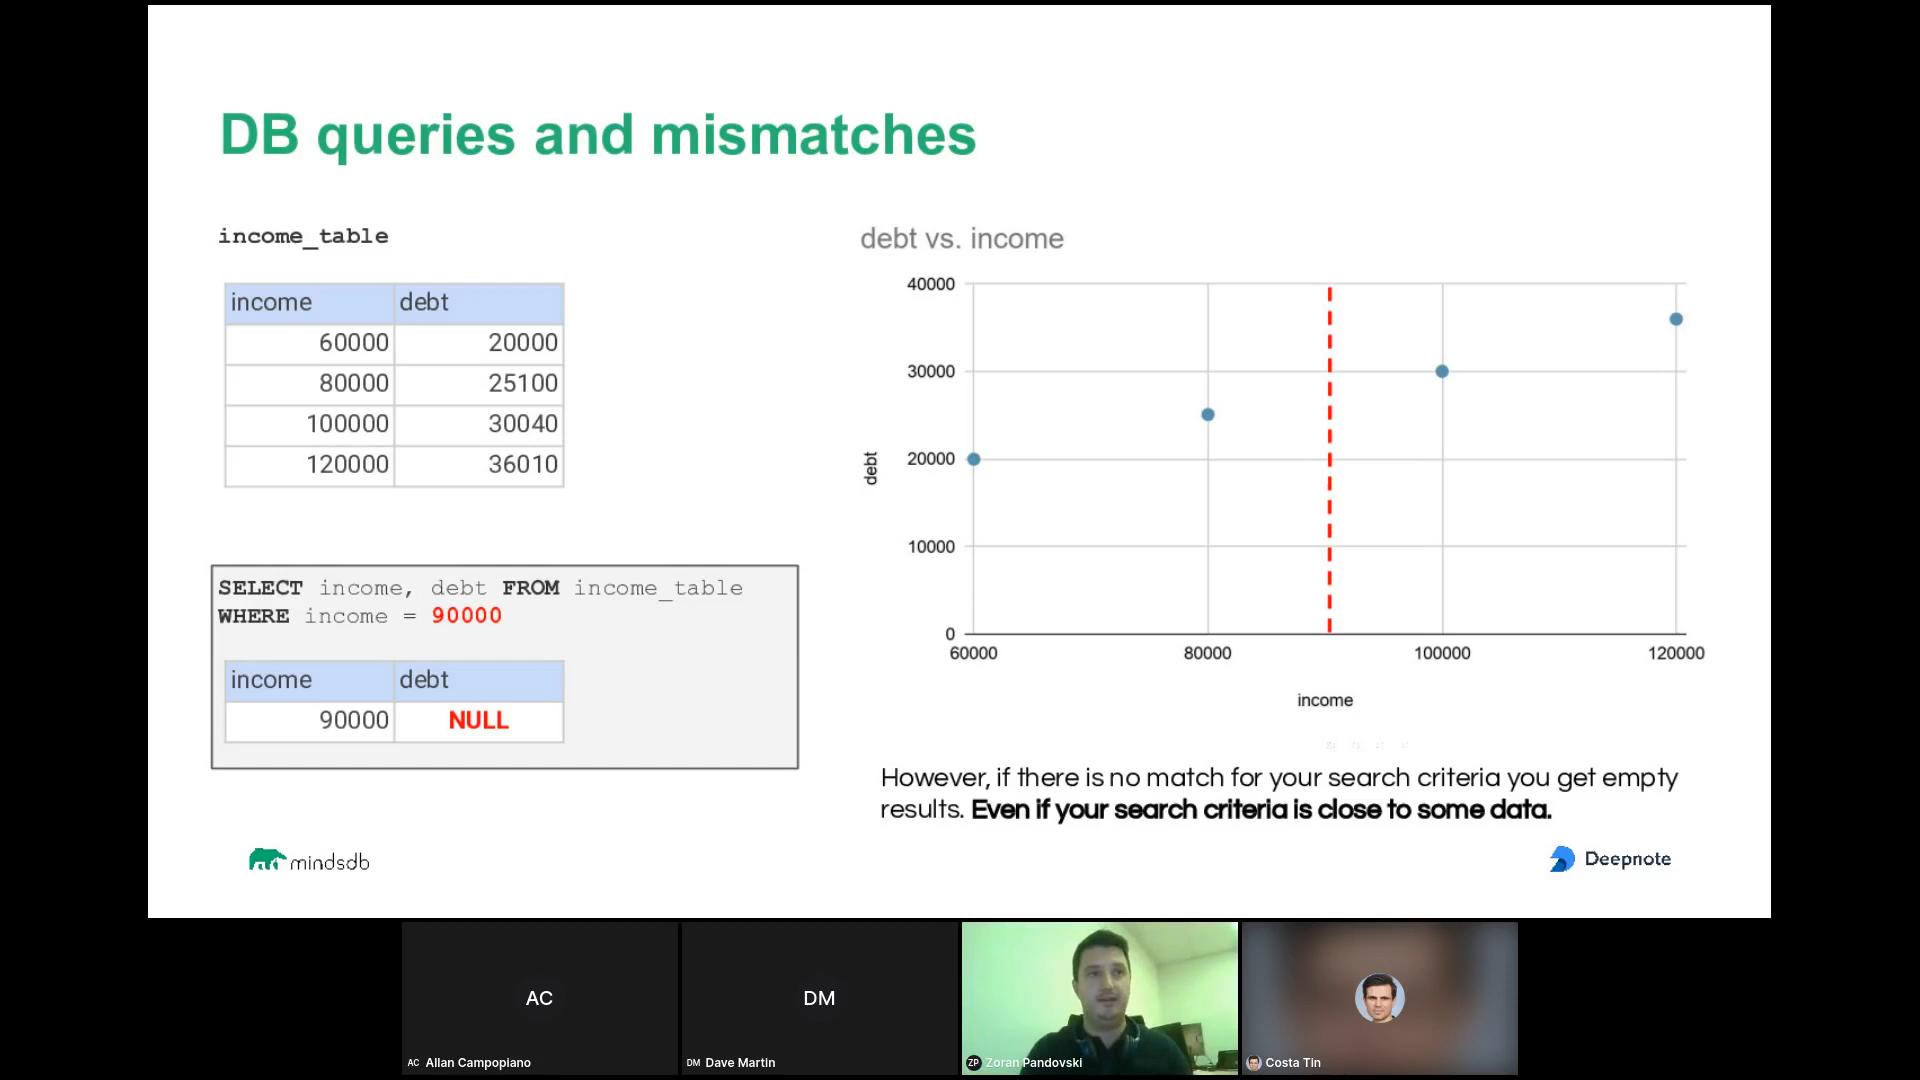 DB queries and mismatches
income_table
income debt
60000 20000
80000 25100
100000 30040
120000 36010
SELECT income, debt FROM income_table
WHERE income = 90000
income debt
90000 NULL
debt vs. income
40000
30000
20000
10000
0
debt
60000 80000 100000 120000
income
However, if there is no match for your search criteria you get empty
results. Even if your search criteria is close to some data.
mindsdb
Deepnote
AC
DM
AC Allan Campopiano
DM Dave Martin
ZP Zoran Pandovski
Costa Tin